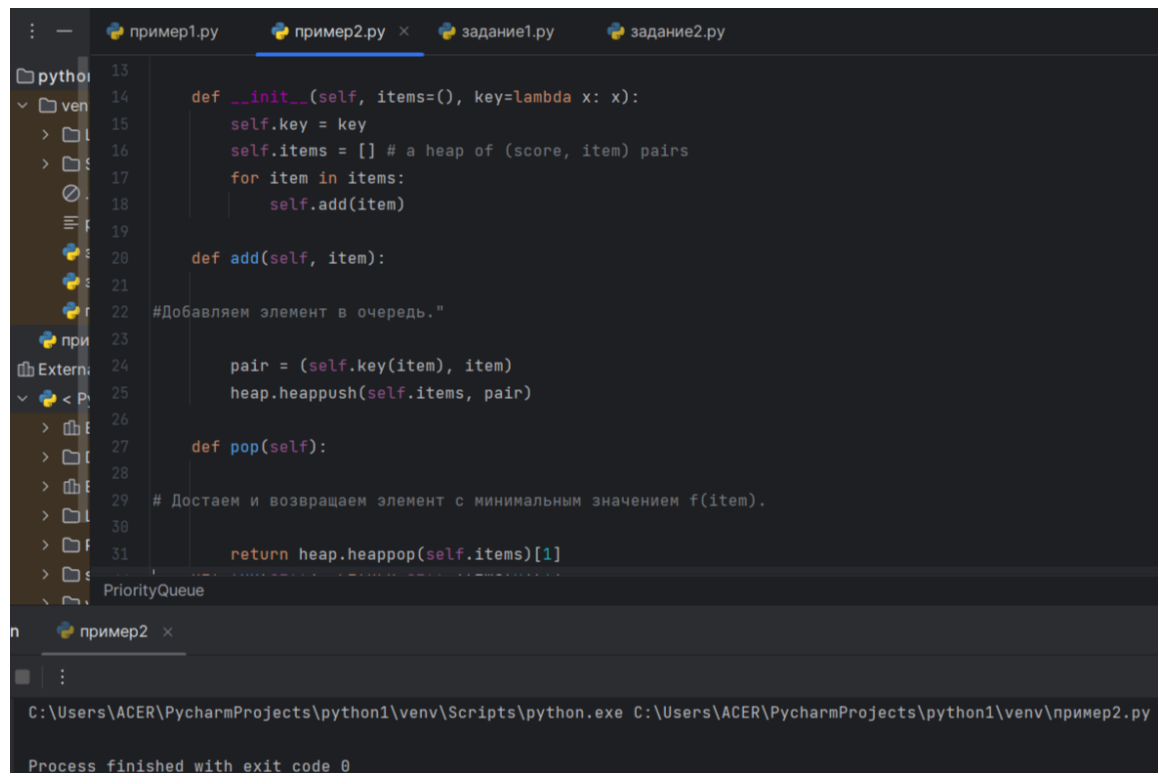 пример1.py пример2.py × задание1.py задание2.py
13
14 def __init__(self, items=(), key=lambda x: x):
15 self.key = key
16 self.items = [] # a heap of (score, item) pairs
17 for item in items:
18 self.add(item)
19
20 def add(self, item):
21
22 #Добавляем элемент в очередь."
23
24 pair = (self.key(item), item)
25 heap.heappush(self.items, pair)
26
27 def pop(self):
28
29 # Достаем и возвращаем элемент с минимальным значением f(item).
30
31 return heap.heappop(self.items)[1]
PriorityQueue
пример2 ×
C:\Users\ACER\PycharmProjects\python1\venv\Scripts\python.exe C:\Users\ACER\PycharmProjects\python1\venv\пример2.py
Process finished with exit code 0